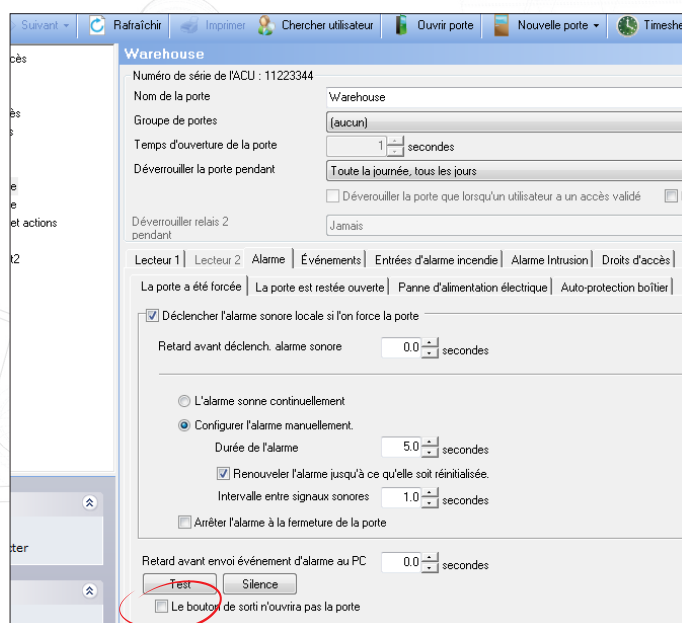 Suivant Rafraîchir Imprimer Chercher utilisateur Ouvrir porte Nouvelle porte
Warehouse
Numéro de série de l'ACU : 11223344
Nom de la porte Warehouse
Groupe de portes (aucun)
Temps d'ouverture de la porte 1 secondes
Déverrouiller la porte pendant Toute la journée, tous les jours
Déverouiller la porte que lorsqu'un utilisateur a un accès validé
Déverrouiller relais 2 pendant Jamais
et actions
Lecteur 1 Lecteur 2 Alarme Événements Entrées d'alarme incendie Alarme Intrusion Droits d'accès
La porte a été forcée La porte est restée ouverte Panne d'alimentation électrique Auto-protection boîtier
Déclencher l'alarme sonore locale si l'on force la porte
Retard avant déclench. alarme sonore 0.0 secondes
L'alarme sonne continuellement
Configurer l'alarme manuellement.
Durée de l'alarme 5.0 secondes
Renouveler l'alarme jusqu'à ce qu'elle soit réinitialisée.
Intervalle entre signaux sonores 1.0 secondes
Arrêter l'alarme à la fermeture de la porte
Retard avant envoi événement d'alarme au PC 0.0 secondes
Test Silence
Le bouton de sorti n'ouvrira pas la porte